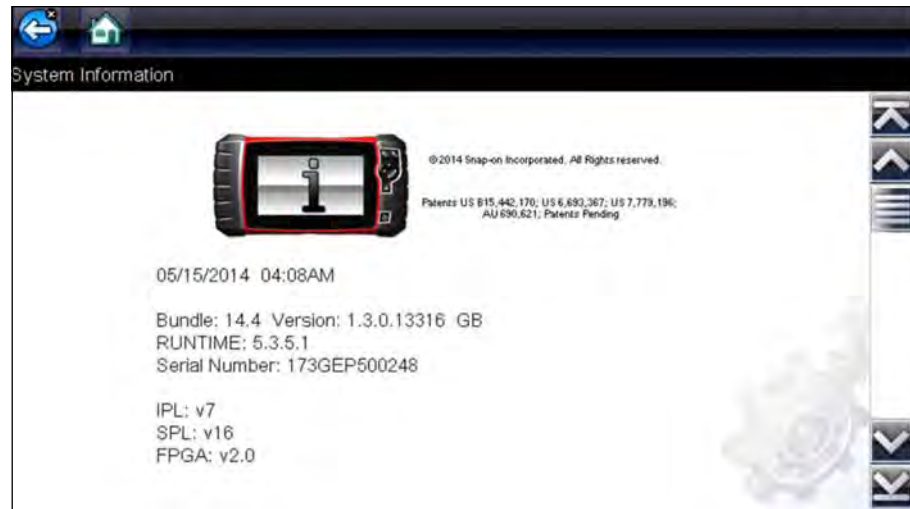 System Information
©2014 Snap-on Incorporated. All Rights reserved.
Patents US 815,442,170; US 6,693,367; US 7,779,196;
AU 690,621; Patents Pending
05/15/2014 04:08AM
Bundle: 14.4 Version: 1.3.0.13316 GB
RUNTIME: 5.3.5.1
Serial Number: 173GEP500248
IPL: v7
SPL: v16
FPGA: v2.0